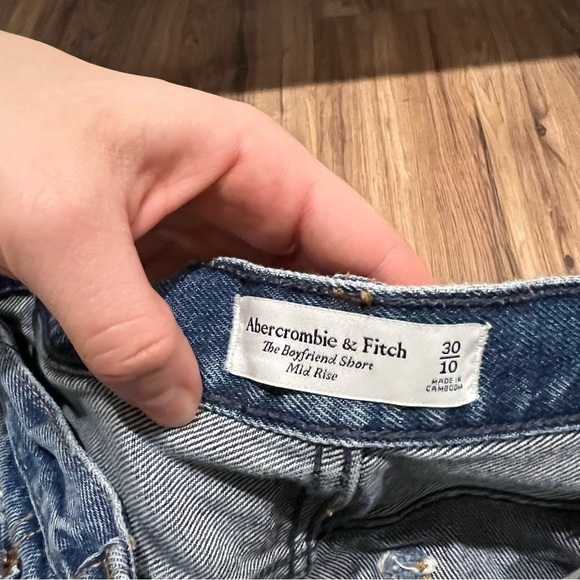 Abercrombie & Fitch
The Boyfriend Short
Mid Rise
30
10
MADE IN
CAMBODIA